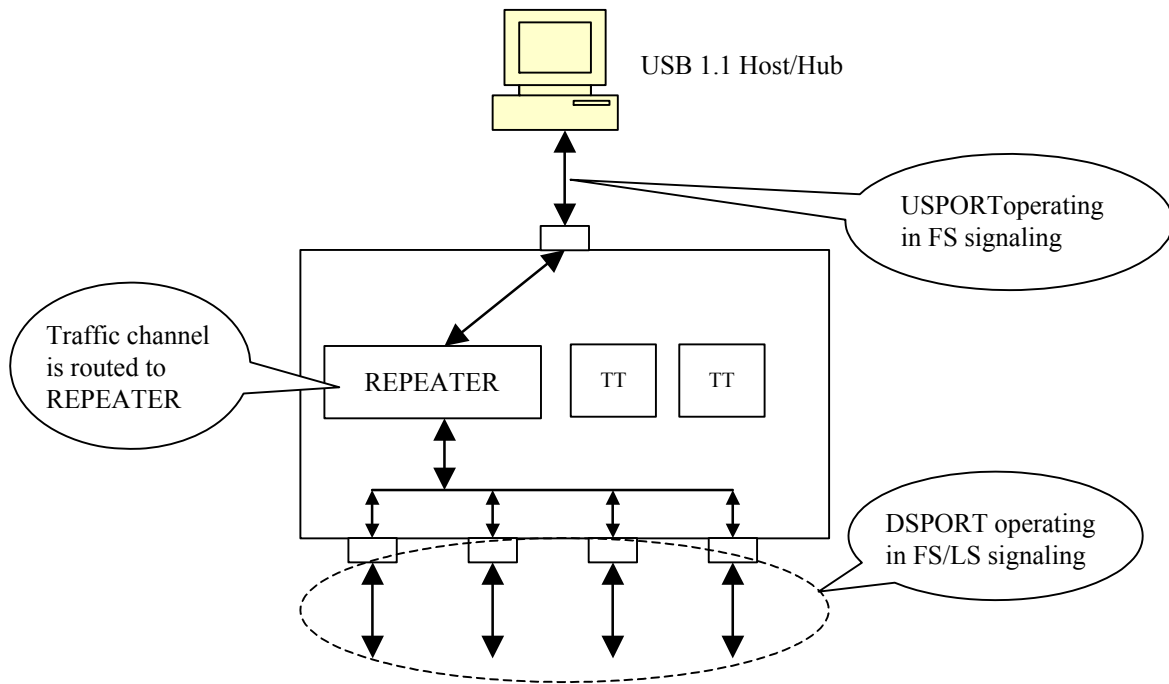 USB 1.1 Host/Hub
USPORToperating
in FS signaling
Traffic channel
is routed to
REPEATER
REPEATER
TT
TT
DSPORT operating
in FS/LS signaling